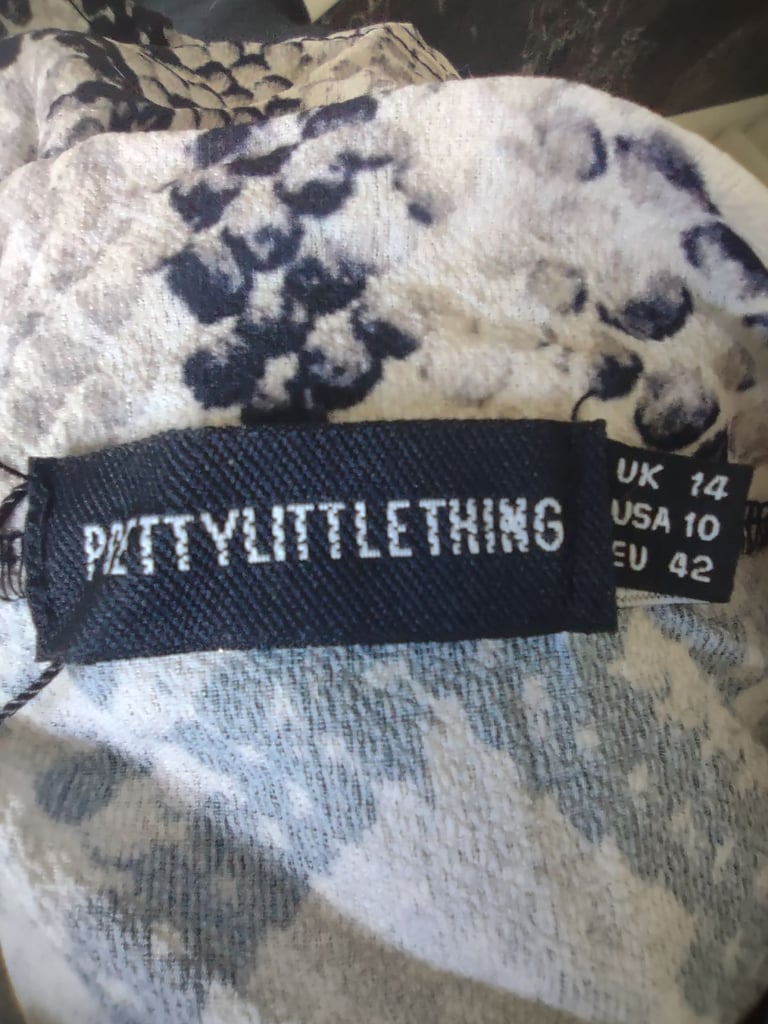 PRETTYLITTLETHING
UK 14
USA 10
EU 42